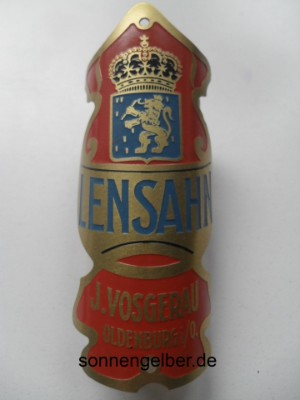 LENSAHN
J. VOSGERAU
OLDENBURG /O.
sonnengelber.de